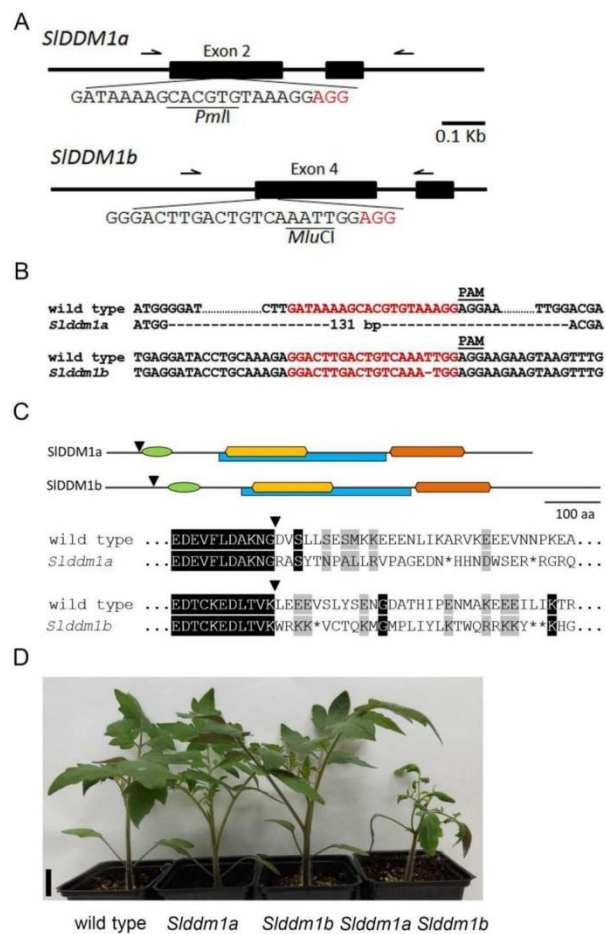 A
SlDDM1a
Exon 2
GATAAAAGCACGTGTAAAGGAGG
PmlI
0.1 Kb
SlDDM1b
Exon 4
GGGACTTGACTGTCAAATTGGAGG
MluCI
B
PAM
wild type ATGGGGAT......................CTTGATAAAAGCACGTGTAAAGGAGGAA...........TTGGACGA
Slddm1a ATGG--------------------131 bp-----------------------ACGA
PAM
wild type TGAGGATACCTGCAAAGAGGACTTGACTGTCAAATTGGAGGAAGAAGTAAGTTTG
Slddm1b TGAGGATACCTGCAAAGAGGACTTGACTGTCAAA-TGGAGGAAGAAGTAAGTTTG
C
SlDDM1a
SlDDM1b
100 aa
wild type ...EDEVFLDAKNGDVSLLSESMKKEEENLIKARVKEEEVNNPKEA...
Slddm1a ...EDEVFLDAKNGRASYTNPALLRVPAGEDN*HHNDWSER*RGRQ...
wild type ...EDTCKEDLTVKLEEEVSLYSENGDATHIPENMAKEEEILIKTR...
Slddm1b ...EDTCKEDLTVKWRKK*VCTQKMGMPLIYLKTWQRRKKY**KHG...
D
wild type Slddm1a Slddm1b Slddm1a Slddm1b